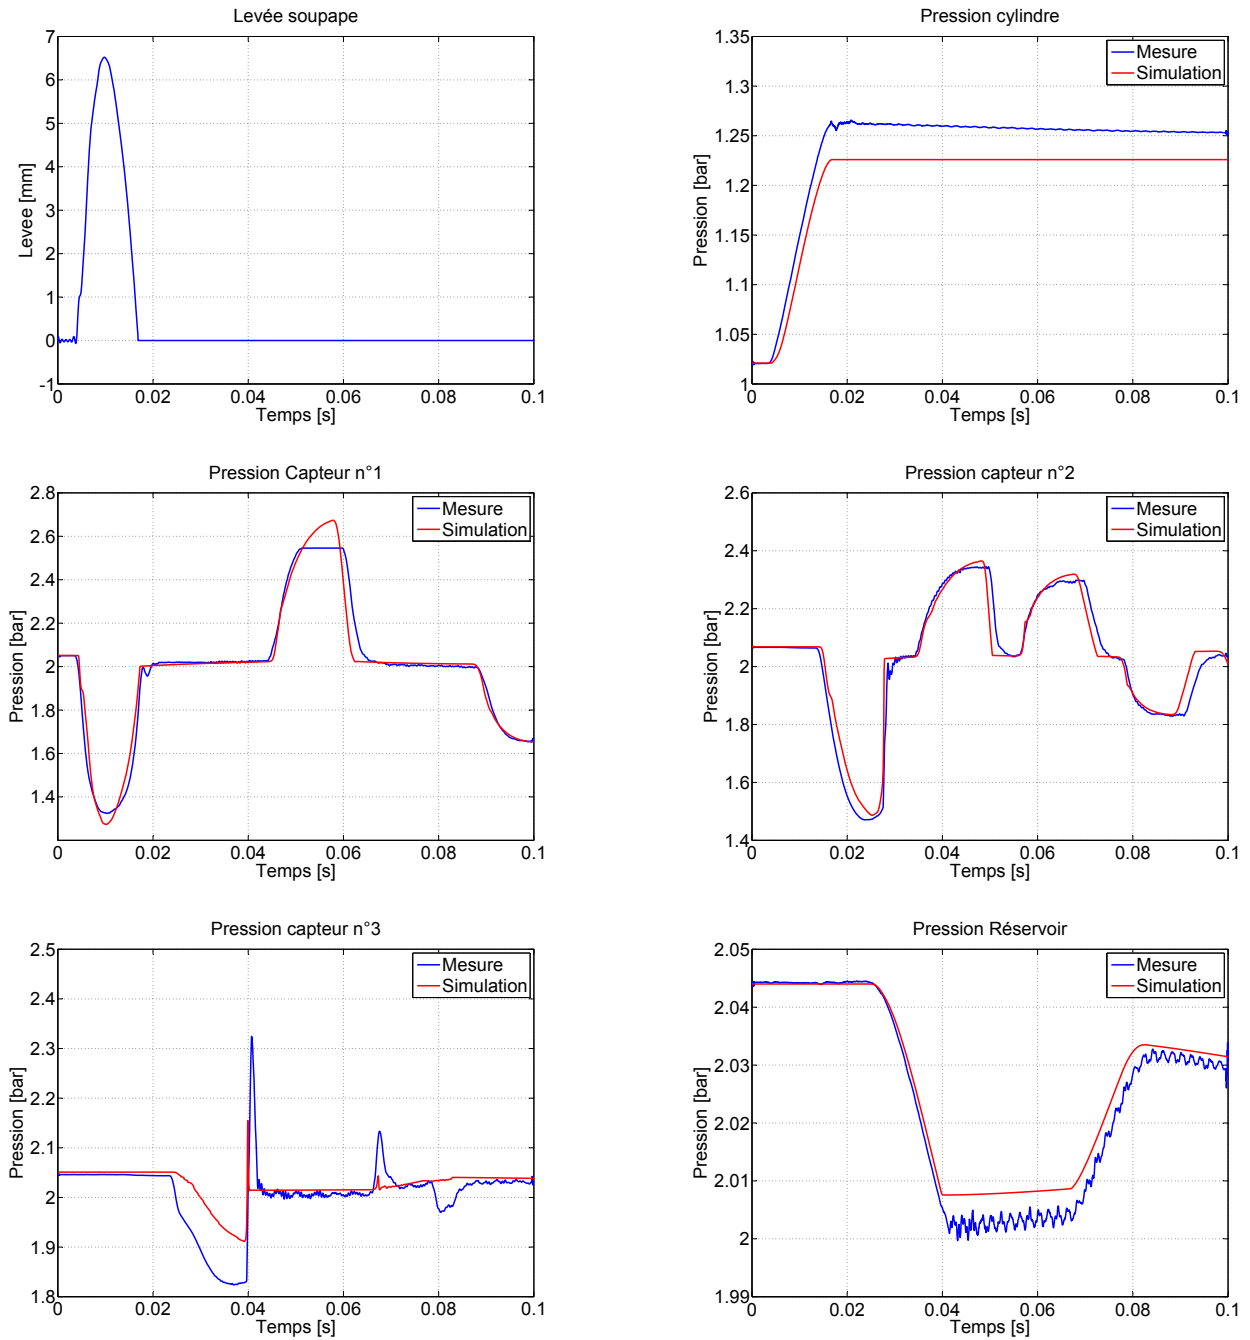 Levée soupape
7
6
5
4
3
2
1
0
-1
Levee [mm]
0 0.02 0.04 0.06 0.08 0.1
Temps [s]
Pression cylindre
Mesure
Simulation
1.35
1.3
1.25
1.2
1.15
1.1
1.05
1
Pression [bar]
0 0.02 0.04 0.06 0.08 0.1
Temps [s]
Pression Capteur n°1
Mesure
Simulation
2.8
2.6
2.4
2.2
2
1.8
1.6
1.4
Pression [bar]
0 0.02 0.04 0.06 0.08 0.1
Temps [s]
Pression capteur n°2
Mesure
Simulation
2.6
2.4
2.2
2
1.8
1.6
1.4
Pression [bar]
0 0.02 0.04 0.06 0.08 0.1
Temps [s]
Pression capteur n°3
Mesure
Simulation
2.5
2.4
2.3
2.2
2.1
2
1.9
1.8
Pression [bar]
0 0.02 0.04 0.06 0.08 0.1
Temps [s]
Pression Réservoir
Mesure
Simulation
2.05
2.04
2.03
2.02
2.01
2
1.99
Pression [bar]
0 0.02 0.04 0.06 0.08 0.1
Temps [s]